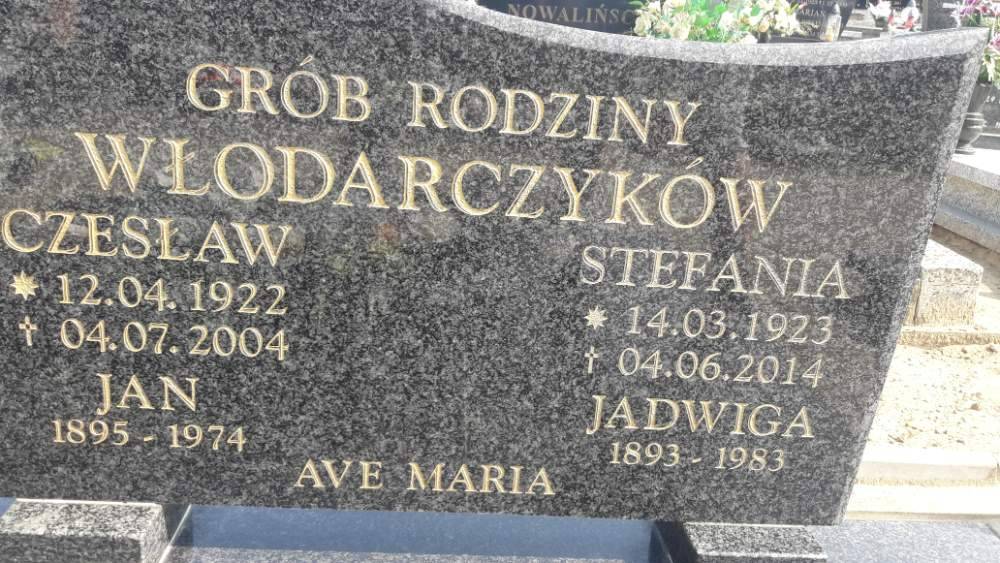 GRÓB RODZINY
WŁODARCZYKÓW
CZESŁAW
* 12.04.1922
† 04.07.2004
JAN
1895 - 1974
STEFANIA
* 14.03.1923
† 04.06.2014
JADWIGA
1893 - 1983
AVE MARIA